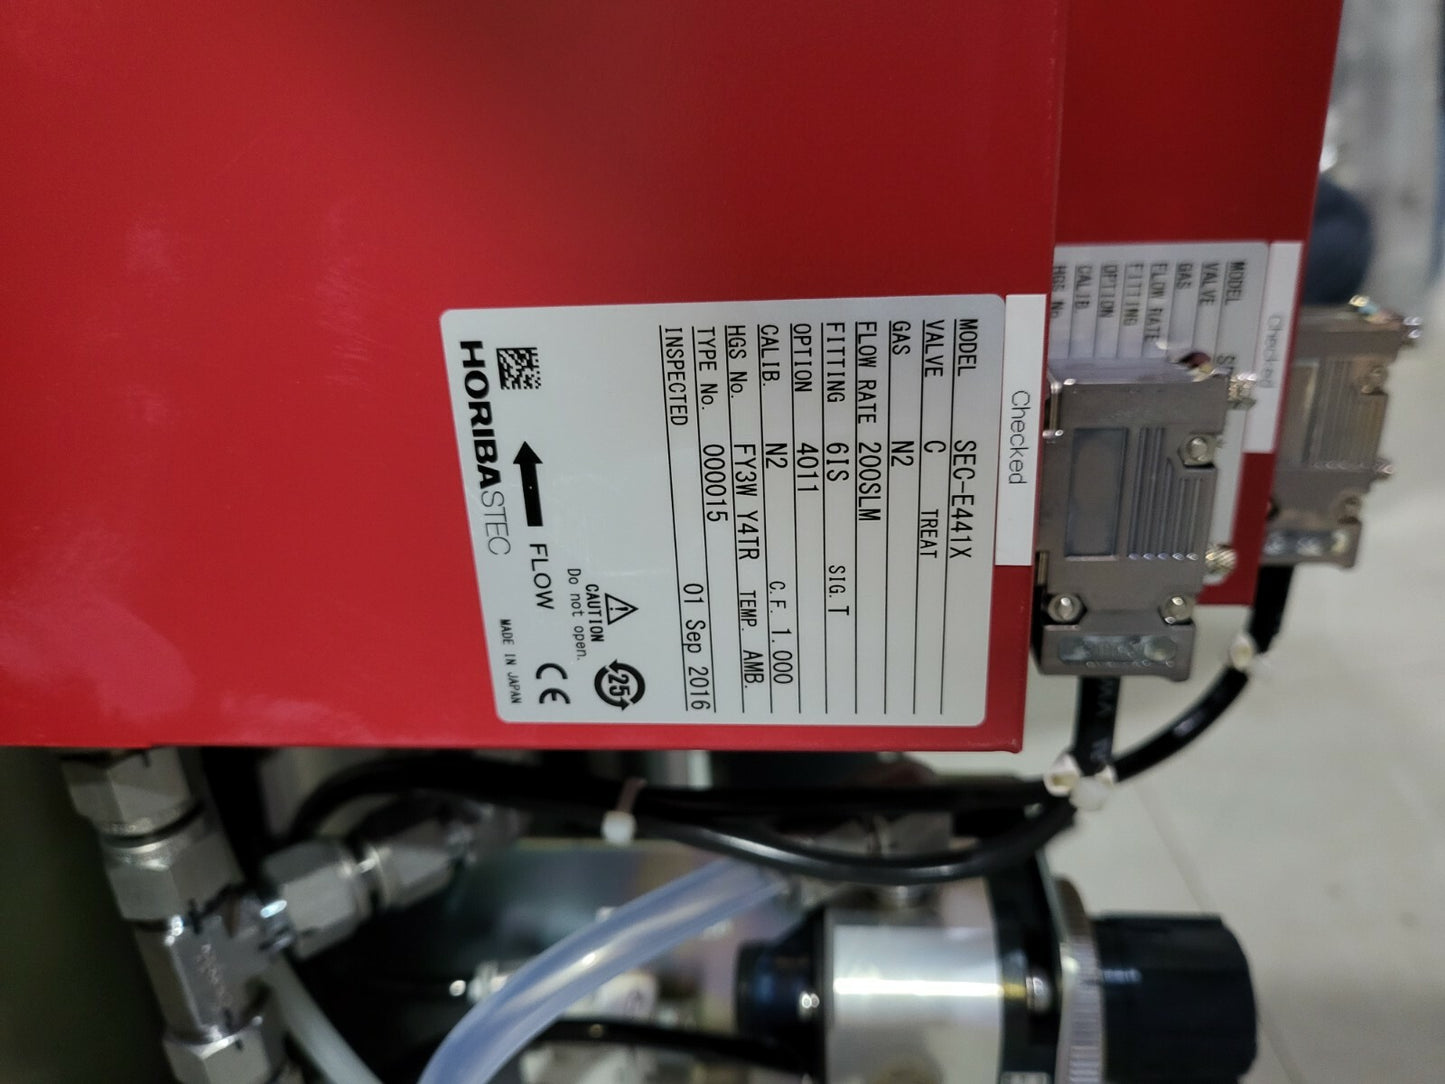 Checked
MODEL SEC-E441X
VALVE C TREAT
GAS N2
FLOW RATE 200SLM
FITTING 6IS SIG. T
OPTION 4011
CALIB. N2 C.F. 1.000
HGS No. FY3W Y4TR TEMP. AMB.
TYPE No. 000015
INSPECTED 01 Sep 2016
CAUTION
Do not open.
25
FLOW
CE
HORIBASTEC
MADE IN JAPAN
Checked
MODEL
VALVE
GAS
FLOW RATE
FITTING
OPTION
CALIB
HGS No.